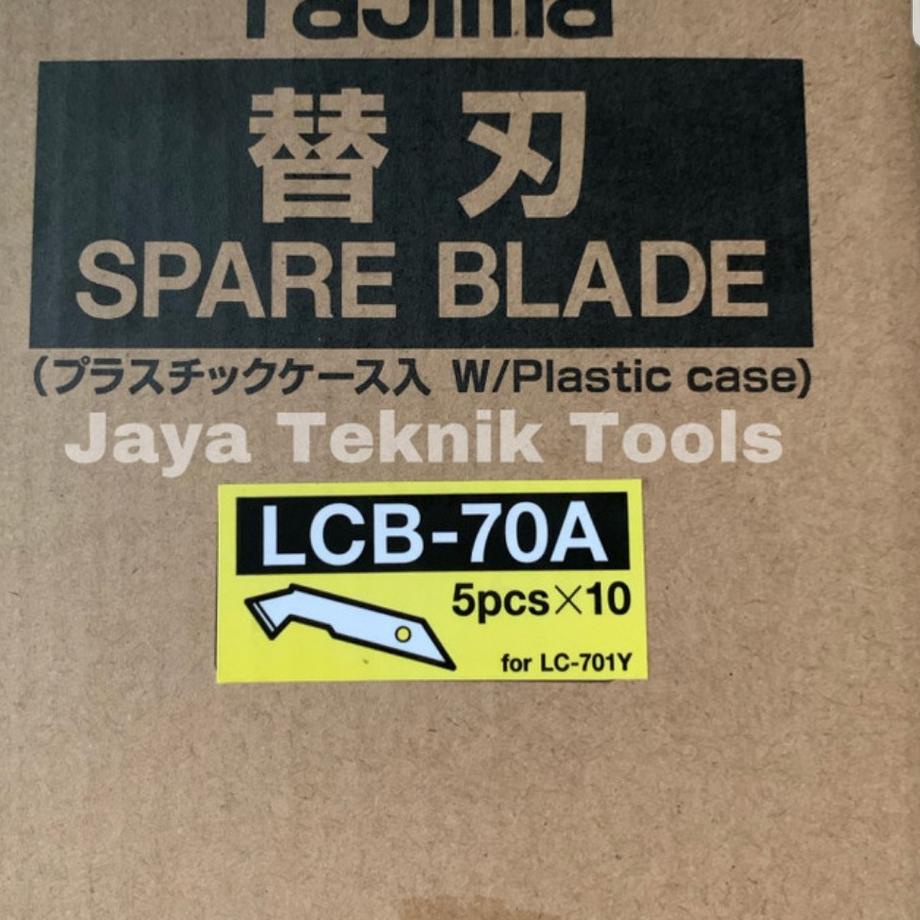 Tajima
替刃
SPARE BLADE
(プラスチックケース入 W/Plastic case)
Jaya Teknik Tools
LCB-70A
5pcs×10
for LC-701Y